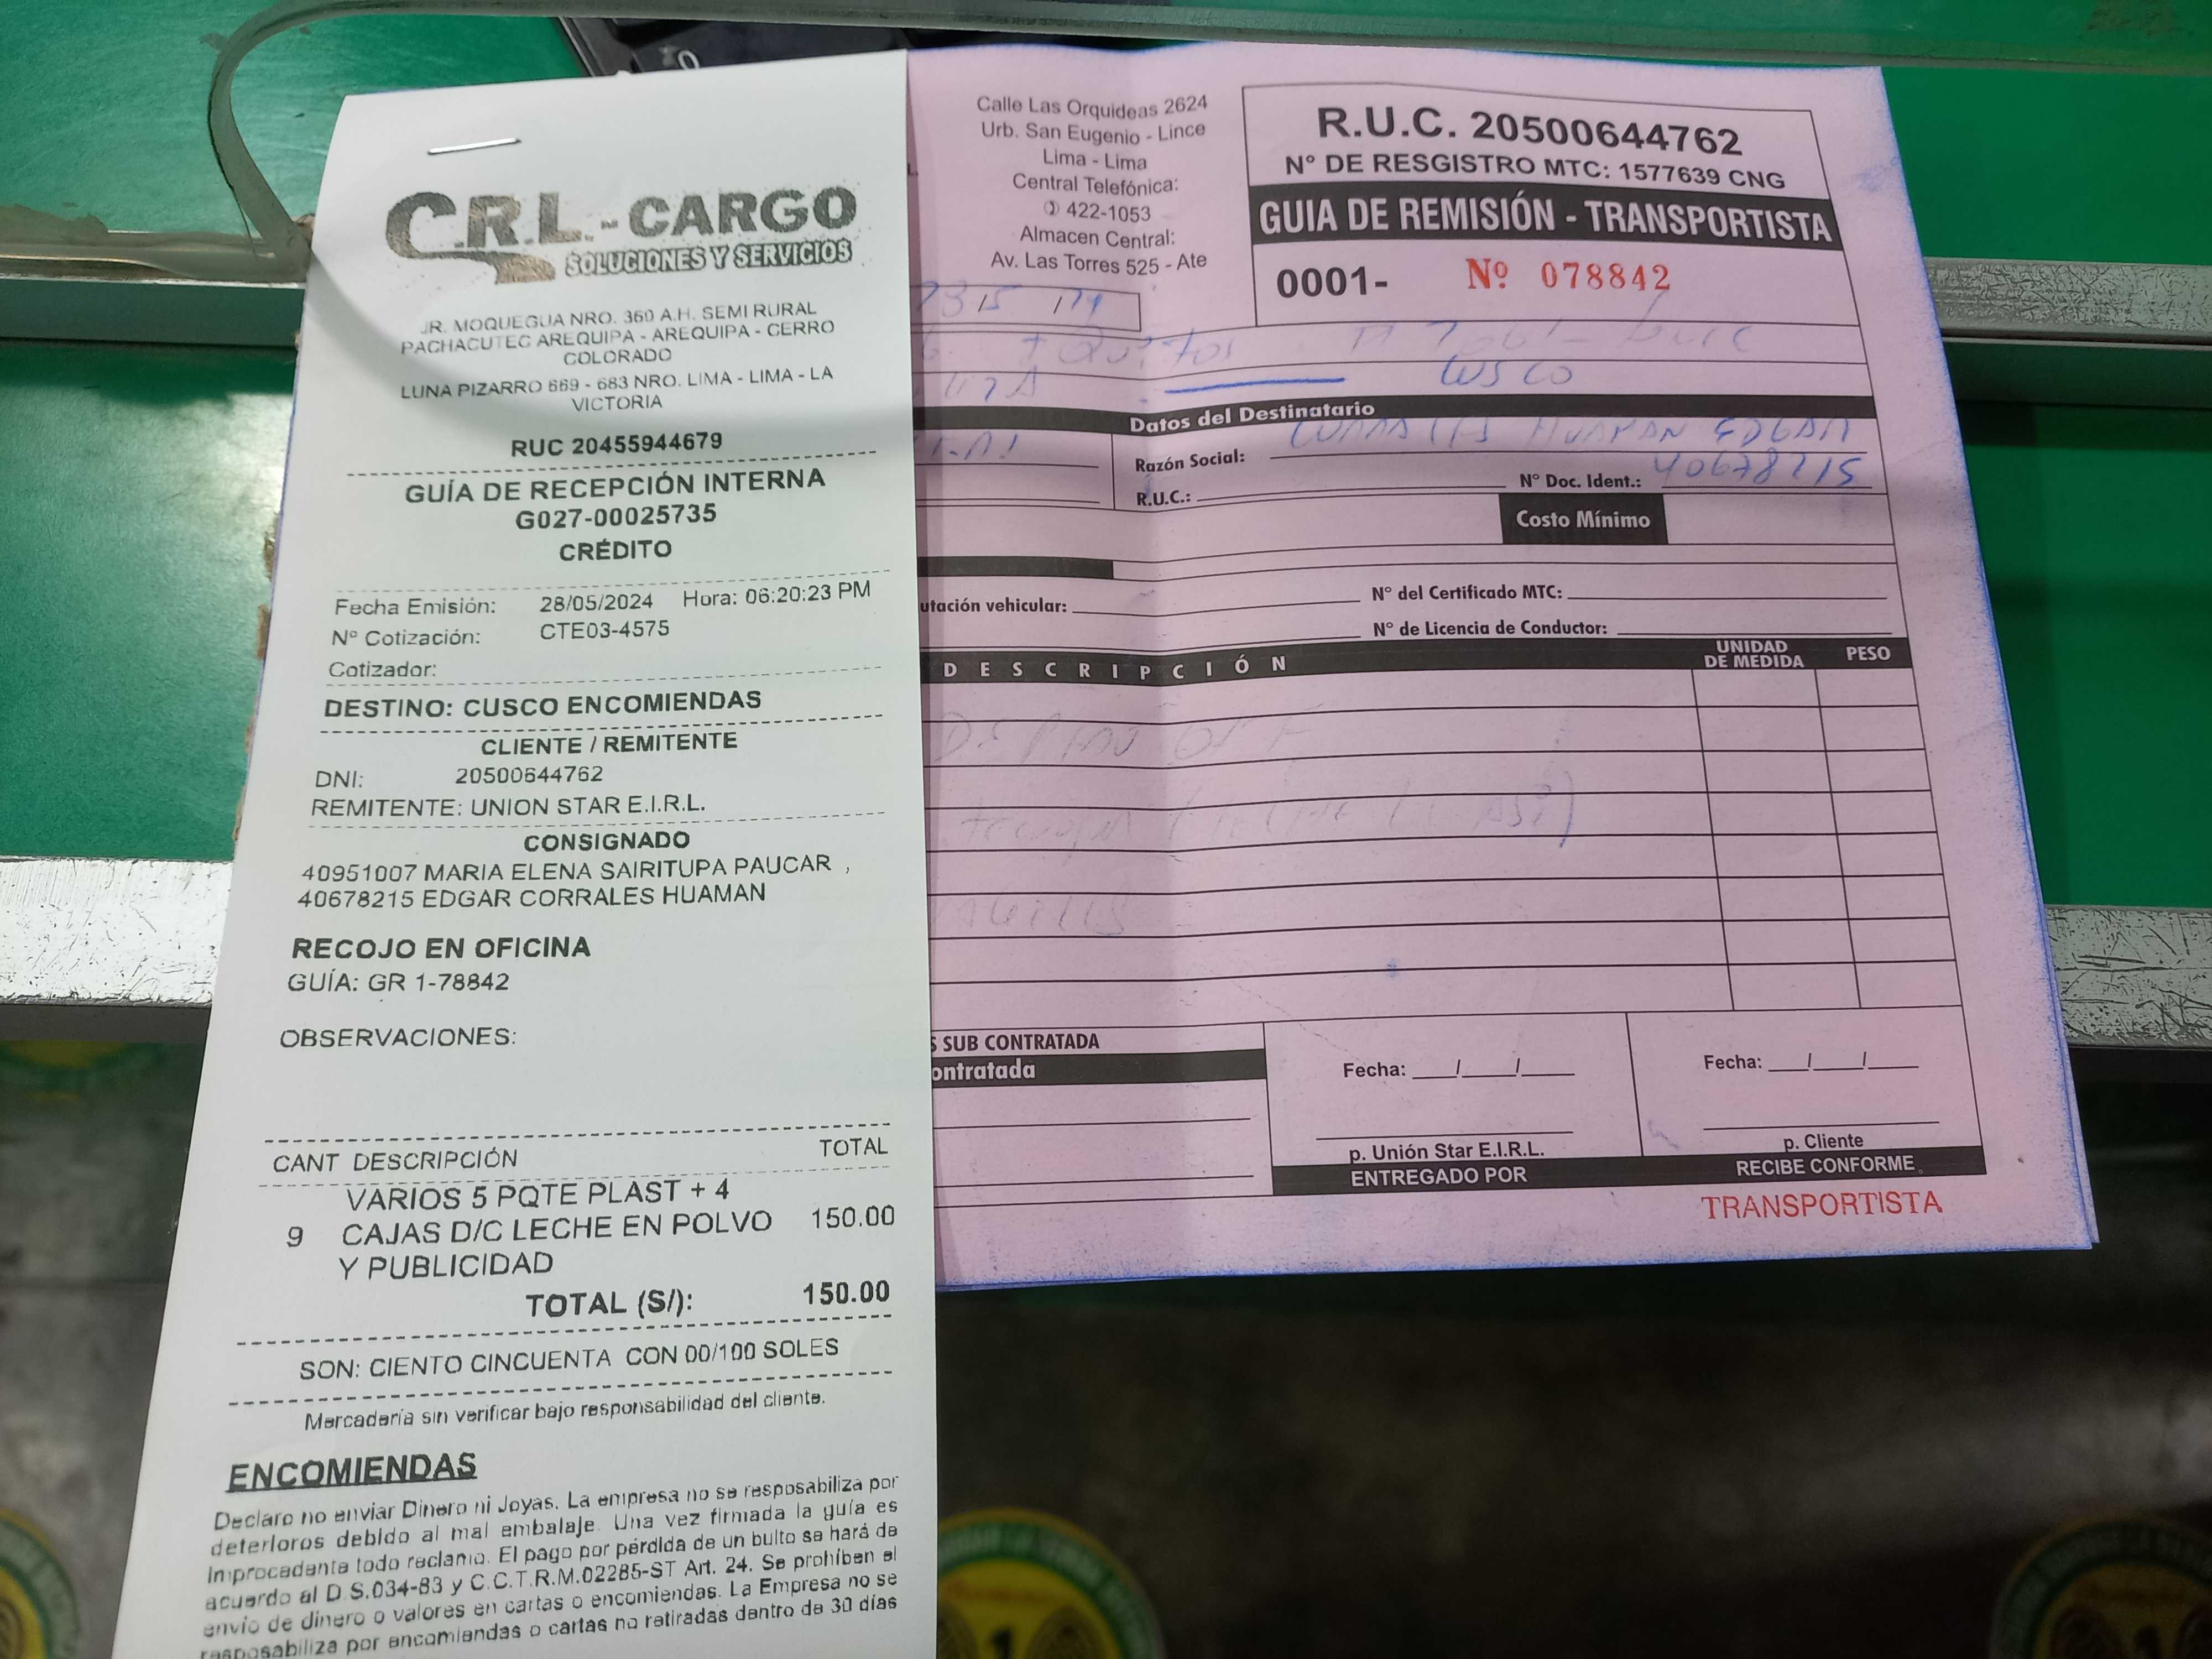 C.R.L.-CARGO
SOLUCIONES Y SERVICIOS
JR. MOQUEGUA NRO. 360 A.H. SEMI RURAL
PACHACUTEC AREQUIPA - AREQUIPA - CERRO
COLORADO
LUNA PIZARRO 669 - 683 NRO. LIMA - LIMA - LA
VICTORIA
RUC 20455944679
GUÍA DE RECEPCIÓN INTERNA
G027-00025735
CRÉDITO
Fecha Emisión: 28/05/2024 Hora: 06:20:23 PM
Nº Cotización: CTE03-4575
Cotizador:
DESTINO: CUSCO ENCOMIENDAS
CLIENTE / REMITENTE
DNI: 20500644762
REMITENTE: UNION STAR E.I.R.L.
CONSIGNADO
40951007 MARIA ELENA SAIRITUPA PAUCAR ,
40678215 EDGAR CORRALES HUAMAN
RECOJO EN OFICINA
GUÍA: GR 1-78842
OBSERVACIONES:
CANT DESCRIPCIÓN TOTAL
VARIOS 5 PQTE PLAST + 4
9 CAJAS D/C LECHE EN POLVO 150.00
Y PUBLICIDAD
TOTAL (S/): 150.00
SON: CIENTO CINCUENTA CON 00/100 SOLES
Mercadería sin verificar bajo responsabilidad del cliente.
ENCOMIENDAS
Declaro no enviar Dinero ni Joyas. La empresa no se resposabiliza por
deterioros debido al mal embalaje. Una vez firmada la guía es
improcedente todo reclamo. El pago por pérdida de un bulto se hará de
acuerdo al D.S.034-83 y C.C.T.R.M.02285-ST Art. 24. Se prohiben el
envio de dinero o valores en cartas o encomiendas. La Empresa no se
resposabiliza por encomiendas o cartas no retiradas dentro de 30 días
Calle Las Orquideas 2624
Urb. San Eugenio - Lince
Lima - Lima
Central Telefónica:
422-1053
Almacen Central:
Av. Las Torres 525 - Ate
R.U.C. 20500644762
N° DE RESGISTRO MTC: 1577639 CNG
GUIA DE REMISIÓN - TRANSPORTISTA
0001- Nº 078842
CUSCO
Datos del Destinatario
Razón Social: HUAMAN EDGAR
R.U.C.: N° Doc. Ident.: 40678215
Costo Mínimo
utación vehicular: N° del Certificado MTC:
N° de Licencia de Conductor:
DESCRIPCIÓN UNIDAD DE MEDIDA PESO
S SUB CONTRATADA
ontratada
Fecha: / / Fecha: / /
p. Unión Star E.I.R.L. p. Cliente
ENTREGADO POR RECIBE CONFORME
TRANSPORTISTA